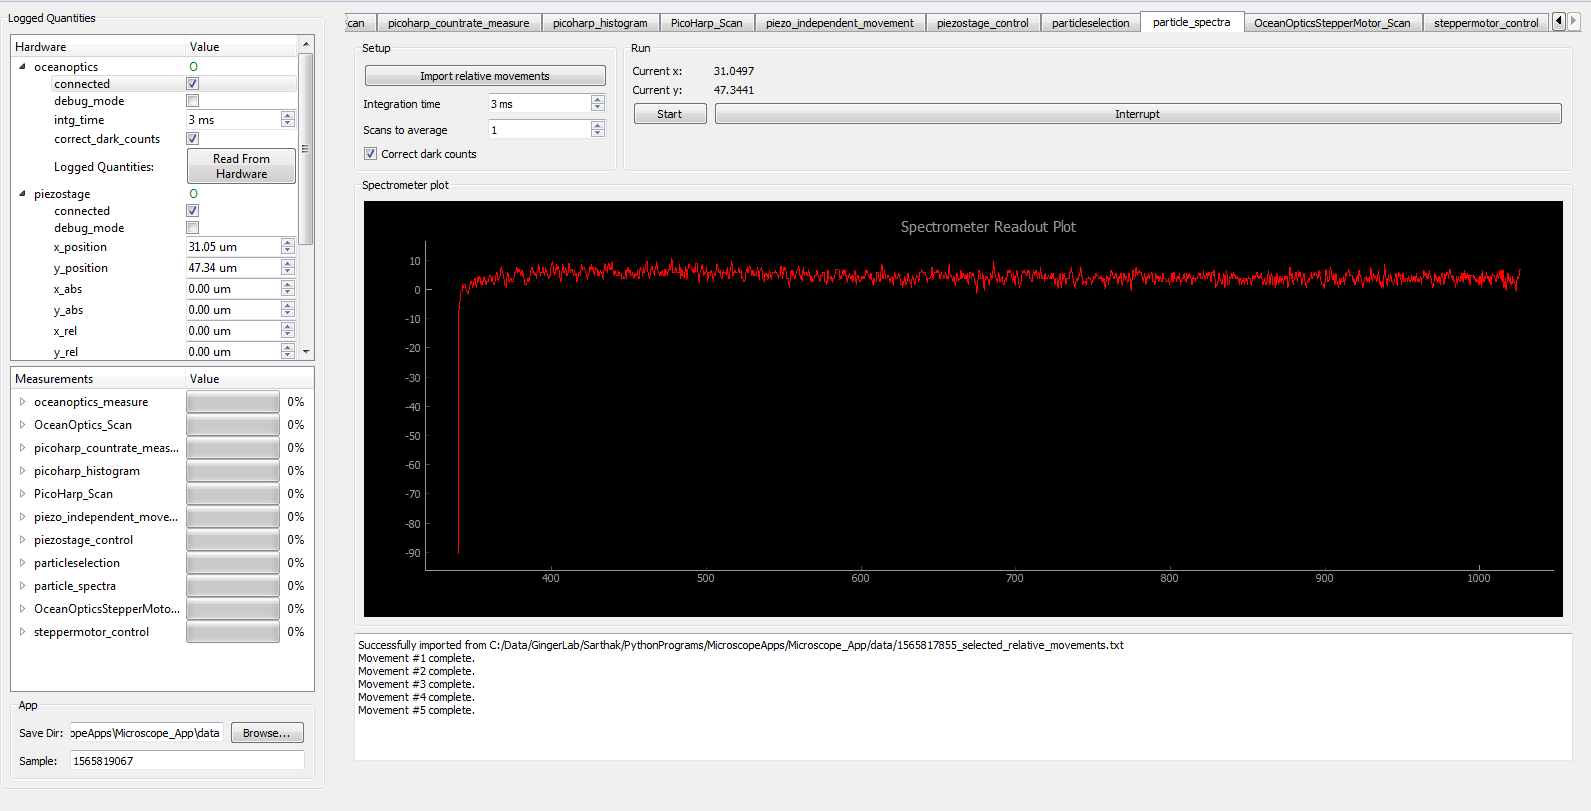 Logged Quantities
Hardware Value
oceanoptics O
connected
debug_mode
intg_time 3 ms
correct_dark_counts
Logged Quantities: Read From Hardware
piezostage O
connected
debug_mode
x_position 31.05 um
y_position 47.34 um
x_abs 0.00 um
y_abs 0.00 um
x_rel 0.00 um
y_rel 0.00 um
Measurements Value
oceanoptics_measure 0%
OceanOptics_Scan 0%
picoharp_countrate_meas... 0%
picoharp_histogram 0%
PicoHarp_Scan 0%
piezo_independent_move... 0%
piezostage_control 0%
particleselection 0%
particle_spectra 0%
OceanOpticsStepperMoto... 0%
steppermotor_control 0%
App
Save Dir: opeApps\Microscope_App\data Browse...
Sample: 1565819067
can picoharp_countrate_measure picoharp_histogram PicoHarp_Scan piezo_independent_movement piezostage_control particleselection particle_spectra OceanOpticsStepperMotor_Scan steppermotor_control
Setup
Import relative movements
Integration time 3 ms
Scans to average 1
Correct dark counts
Run
Current x: 31.0497
Current y: 47.3441
Start Interrupt
Spectrometer plot
Spectrometer Readout Plot
10
0
-10
-20
-30
-40
-50
-60
-70
-80
-90
400 500 600 700 800 900 1000
Successfully imported from C:/Data/GingerLab/Sarthak/PythonPrograms/MicroscopeApps/Microscope_App/data/1565817855_selected_relative_movements.txt
Movement #1 complete.
Movement #2 complete.
Movement #3 complete.
Movement #4 complete.
Movement #5 complete.